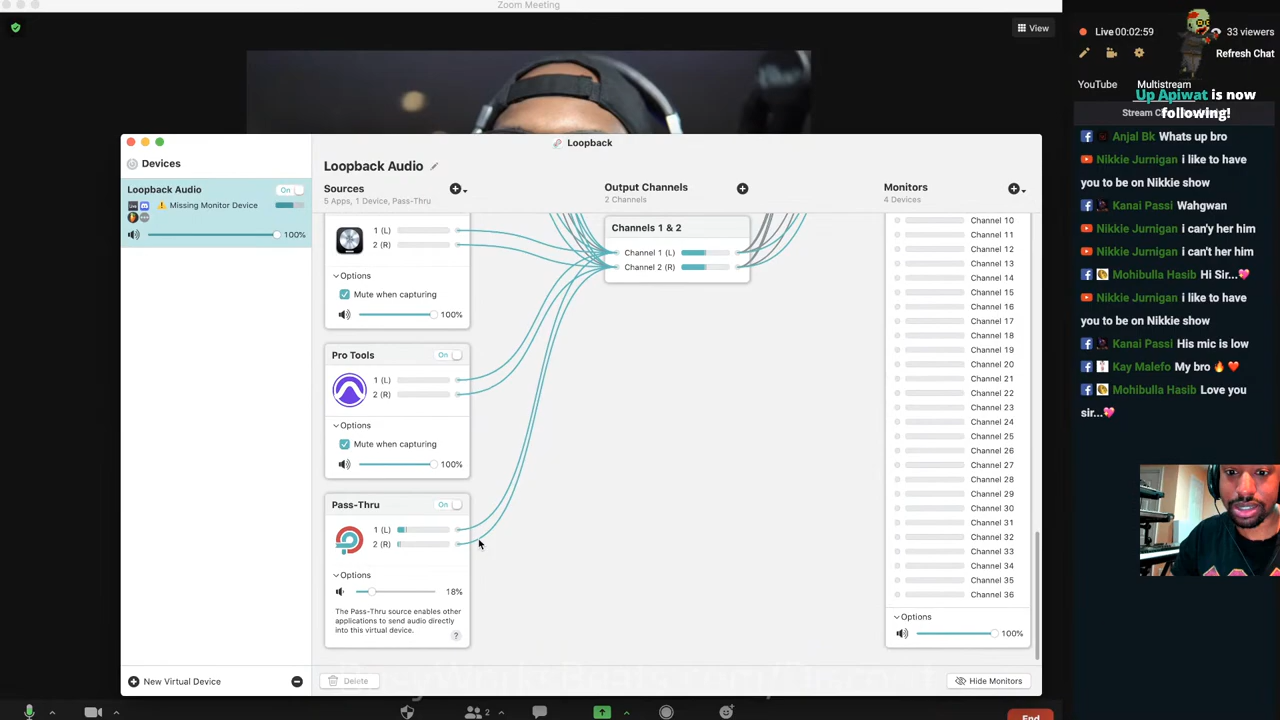 Zoom Meeting
View
Loopback
Devices
Loopback Audio
On
Missing Monitor Device
100%
New Virtual Device
Loopback Audio
Sources
5 Apps, 1 Device, Pass-Thru
Output Channels
2 Channels
Monitors
4 Devices
1 (L)
2 (R)
Options
Mute when capturing
100%
Pro Tools
On
1 (L)
2 (R)
Options
Mute when capturing
100%
Pass-Thru
On
1 (L)
2 (R)
Options
18%
The Pass-Thru source enables other
applications to send audio directly
into this virtual device.
?
Channels 1 & 2
Channel 1 (L)
Channel 2 (R)
Channel 10
Channel 11
Channel 12
Channel 13
Channel 14
Channel 15
Channel 16
Channel 17
Channel 18
Channel 19
Channel 20
Channel 21
Channel 22
Channel 23
Channel 24
Channel 25
Channel 26
Channel 27
Channel 28
Channel 29
Channel 30
Channel 31
Channel 32
Channel 33
Channel 34
Channel 35
Channel 36
Options
100%
Delete
Hide Monitors
2
End
Live 00:02:59
33 viewers
Refresh Chat
YouTube
Multistream
Up Apiwat is now
following!
Anjal Bk Whats up bro
Nikkie Jurnigan i like to have
you to be on Nikkie show
Kanai Passi Wahgwan
Nikkie Jurnigan i can'y her him
Nikkie Jurnigan i can't her him
Mohibulla Hasib Hi Sir...💖
Nikkie Jurnigan i like to have
you to be on Nikkie show
Kanai Passi His mic is low
Kay Malefo My bro 🔥❤️
Mohibulla Hasib Love you
sir...💖